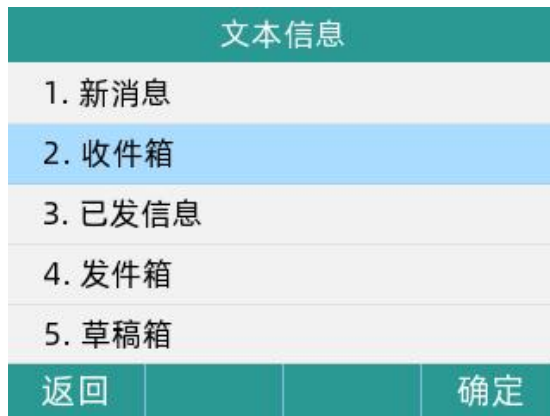 文本信息
1. 新消息
2. 收件箱
3. 已发信息
4. 发件箱
5. 草稿箱
返回 确定